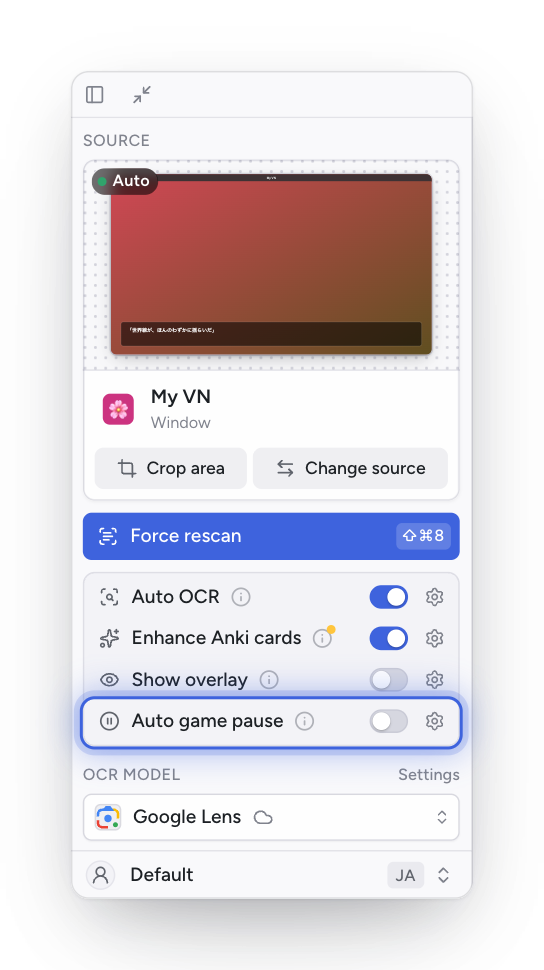 SOURCE
Auto
My VN
「世界線が、ほんのわずかに揺らいだ」
My VN
Window
Crop area
Change source
Force rescan
⇧⌘8
Auto OCR
Enhance Anki cards
Show overlay
Auto game pause
OCR MODEL
Settings
Google Lens
Default
JA